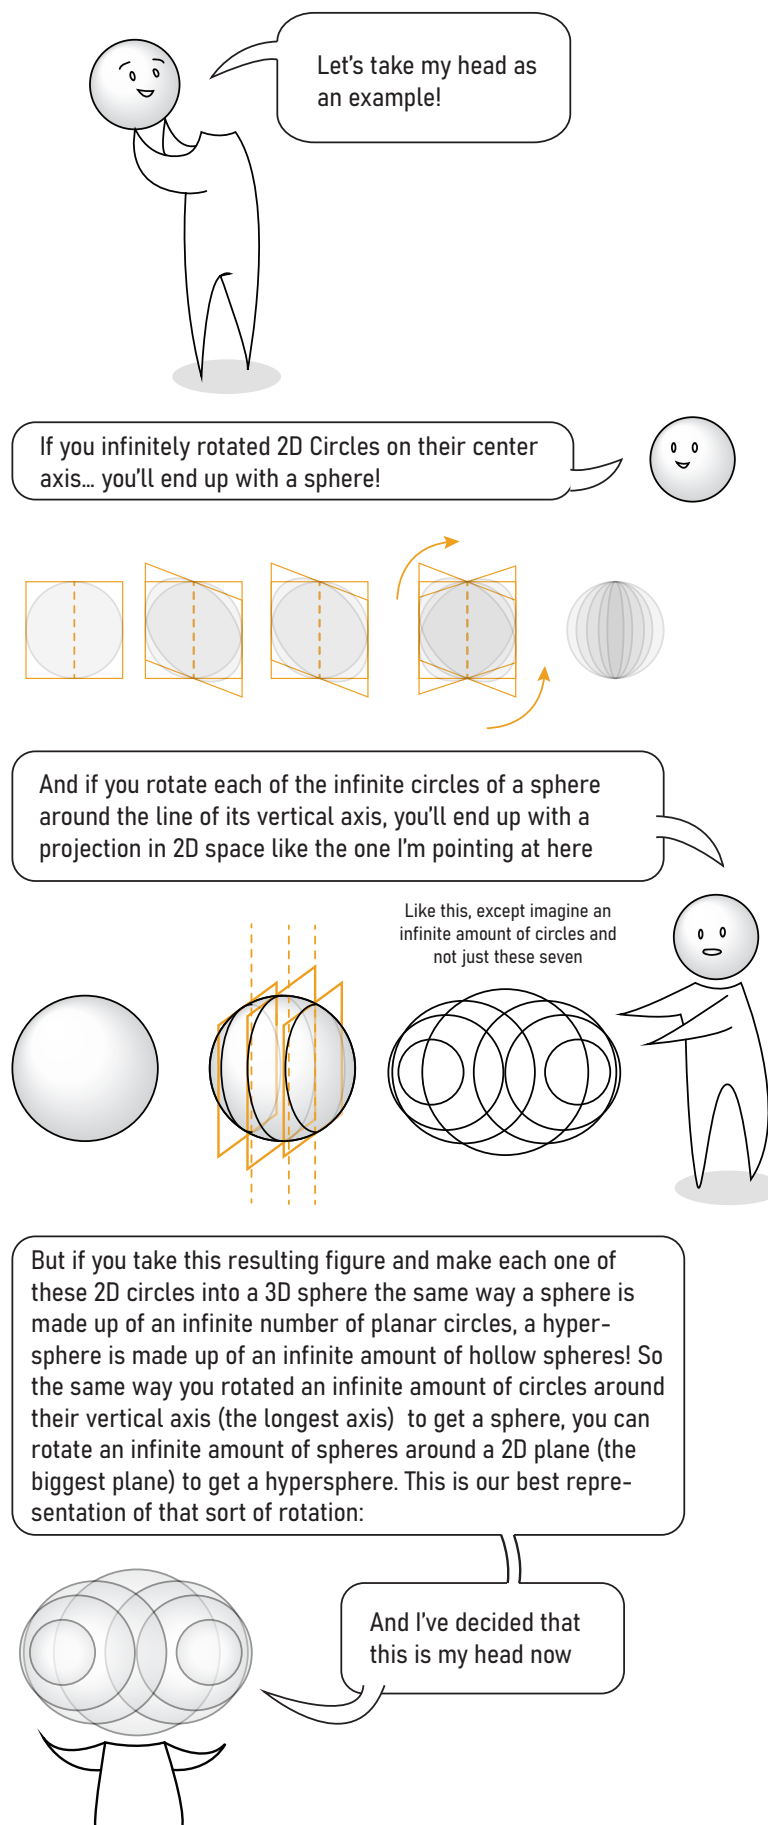 Let's take my head as
an example!
If you infinitely rotated 2D Circles on their center
axis... you'll end up with a sphere!
And if you rotate each of the infinite circles of a sphere
around the line of its vertical axis, you'll end up with a
projection in 2D space like the one I'm pointing at here
Like this, except imagine an
infinite amount of circles and
not just these seven
But if you take this resulting figure and make each one of
these 2D circles into a 3D sphere the same way a sphere is
made up of an infinite number of planar circles, a hyper-
sphere is made up of an infinite amount of hollow spheres! So
the same way you rotated an infinite amount of circles around
their vertical axis (the longest axis)  to get a sphere, you can
rotate an infinite amount of spheres around a 2D plane (the
biggest plane) to get a hypersphere. This is our best repre-
sentation of that sort of rotation:
And I've decided that
this is my head now